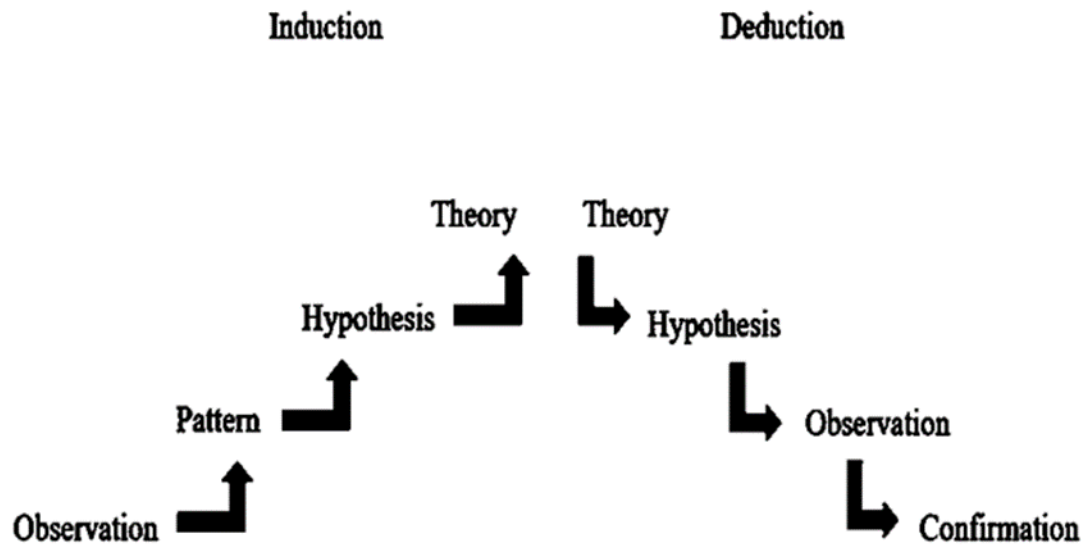 Induction
Deduction
Theory
Theory
Hypothesis
Hypothesis
Pattern
Observation
Observation
Confirmation